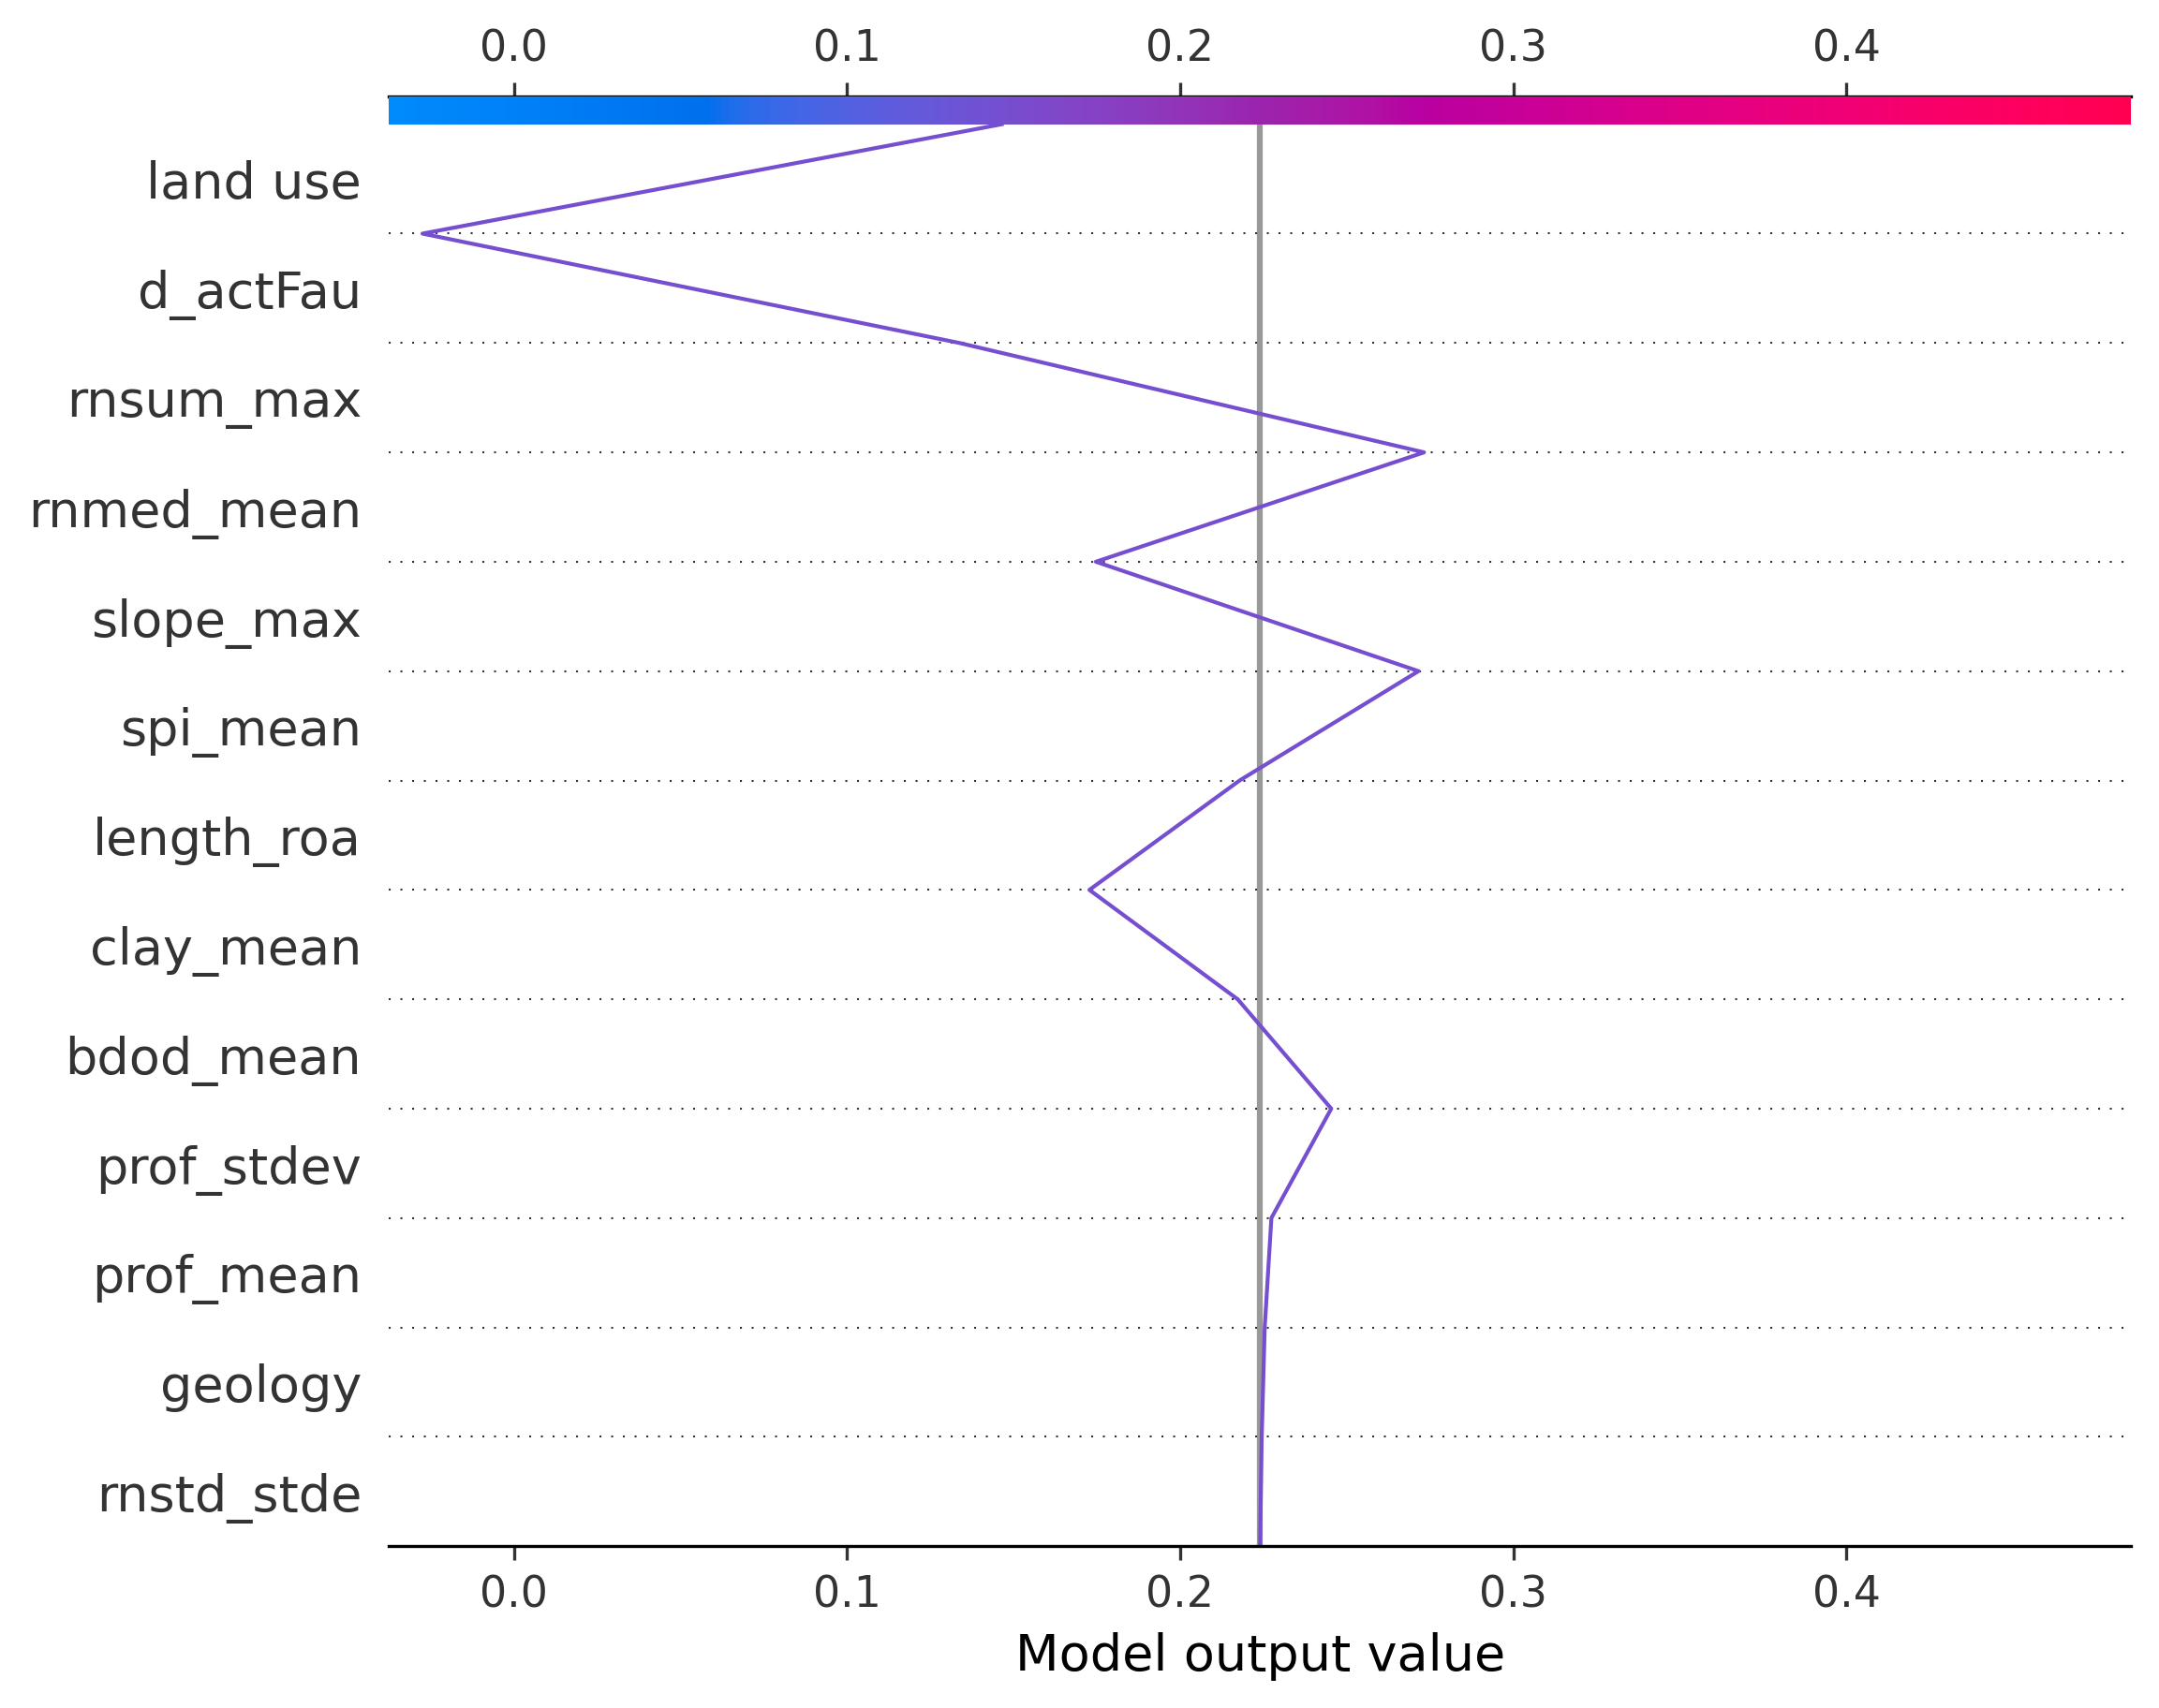 0.0 0.1 0.2 0.3 0.4
land use
d_actFau
rnsum_max
rnmed_mean
slope_max
spi_mean
length_roa
clay_mean
bdod_mean
prof_stdev
prof_mean
geology
rnstd_stde
0.0 0.1 0.2 0.3 0.4
Model output value